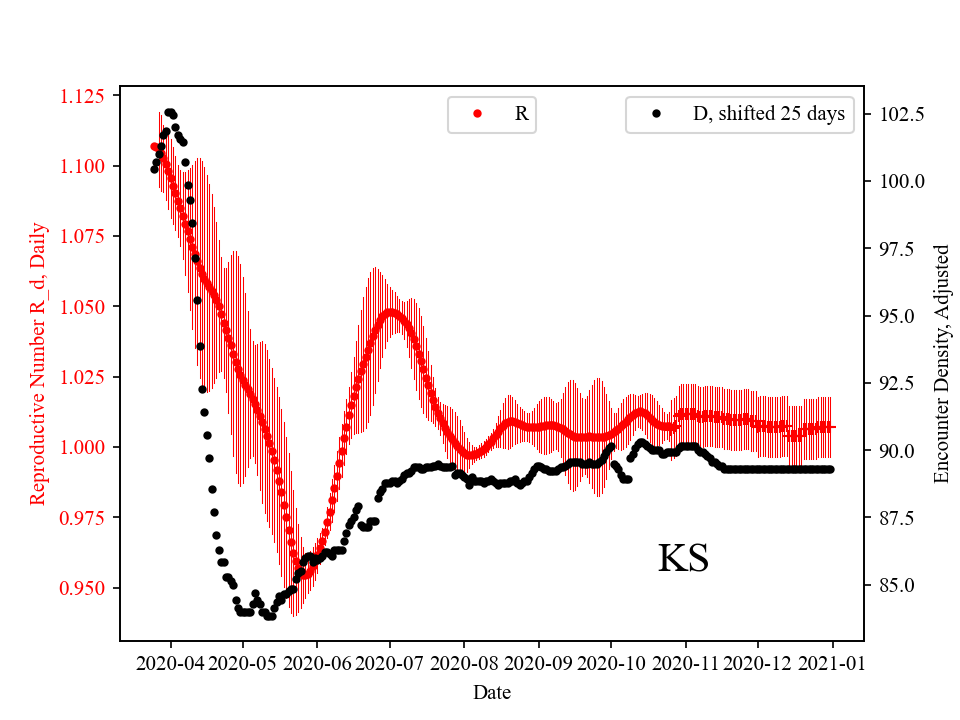 R
D, shifted 25 days
1.125
1.100
1.075
1.050
1.025
1.000
0.975
0.950
Reproductive Number R_d, Daily
102.5
100.0
97.5
95.0
92.5
90.0
87.5
85.0
Encounter Density, Adjusted
KS
2020-04 2020-05 2020-06 2020-07 2020-08 2020-09 2020-10 2020-11 2020-12 2021-01
Date